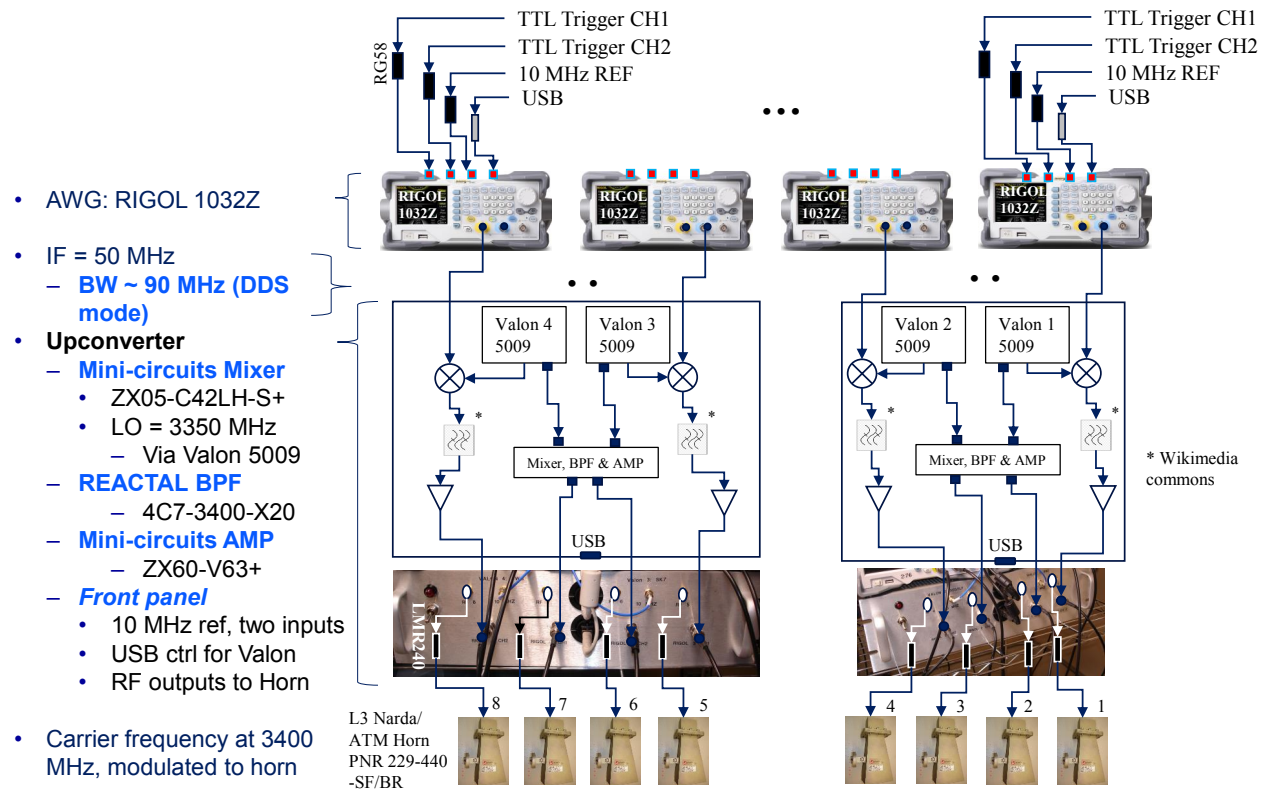 TTL Trigger CH1
TTL Trigger CH2
10 MHz REF
USB
RG58
TTL Trigger CH1
TTL Trigger CH2
10 MHz REF
USB
...
• AWG: RIGOL 1032Z
RIGOL
1032Z
RIGOL
1032Z
RIGOL
1032Z
RIGOL
1032Z
• IF = 50 MHz
– BW ~ 90 MHz (DDS
mode)
• Upconverter
– Mini-circuits Mixer
• ZX05-C42LH-S+
• LO = 3350 MHz
– Via Valon 5009
– REACTAL BPF
– 4C7-3400-X20
– Mini-circuits AMP
– ZX60-V63+
– Front panel
• 10 MHz ref, two inputs
• USB ctrl for Valon
• RF outputs to Horn
• Carrier frequency at 3400
MHz, modulated to horn
. .
Valon 4
5009
Valon 3
5009
*
*
Mixer, BPF & AMP
USB
. .
Valon 2
5009
Valon 1
5009
*
*
Mixer, BPF & AMP
USB
* Wikimedia
commons
LMR240
8
7
6
5
4
3
2
1
L3 Narda/
ATM Horn
PNR 229-440
-SF/BR